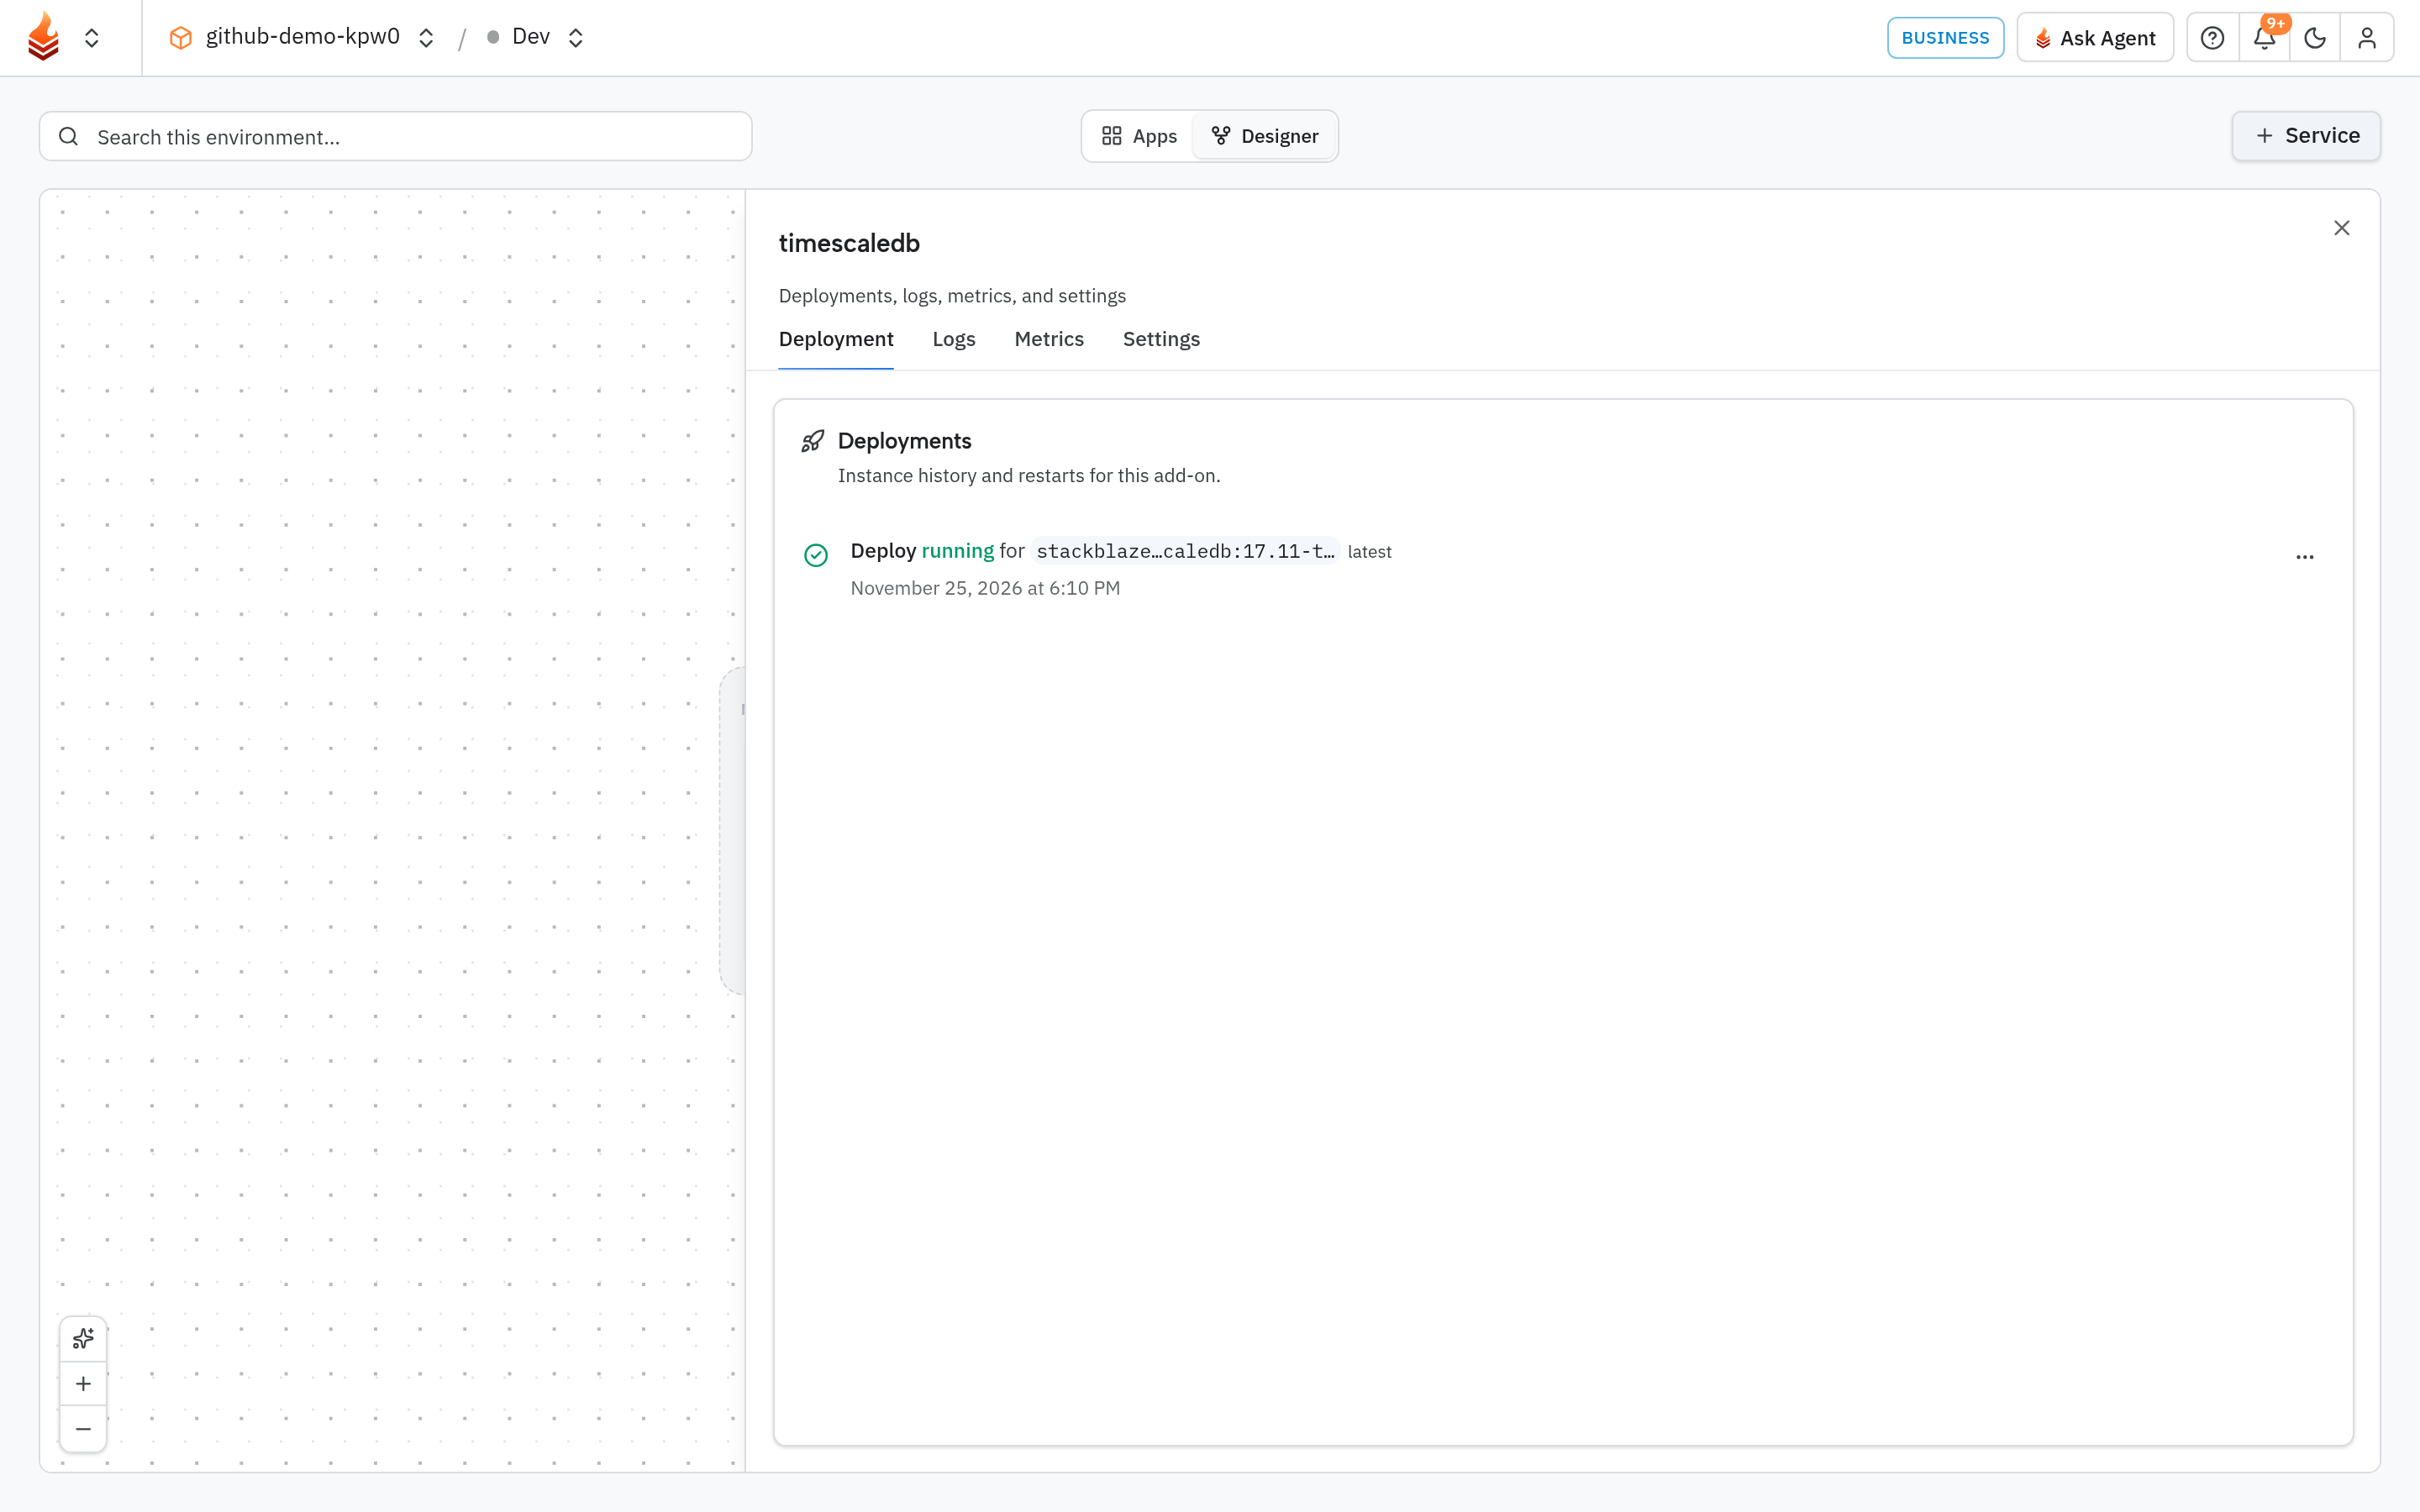 github-demo-kpw0 / Dev
BUSINESS
Ask Agent
9+
Search this environment...
Apps
Designer
Service
timescaledb
Deployments, logs, metrics, and settings
Deployment
Logs
Metrics
Settings
Deployments
Instance history and restarts for this add-on.
Deploy running for stackblaze…caledb:17.11-t… latest
November 25, 2026 at 6:10 PM